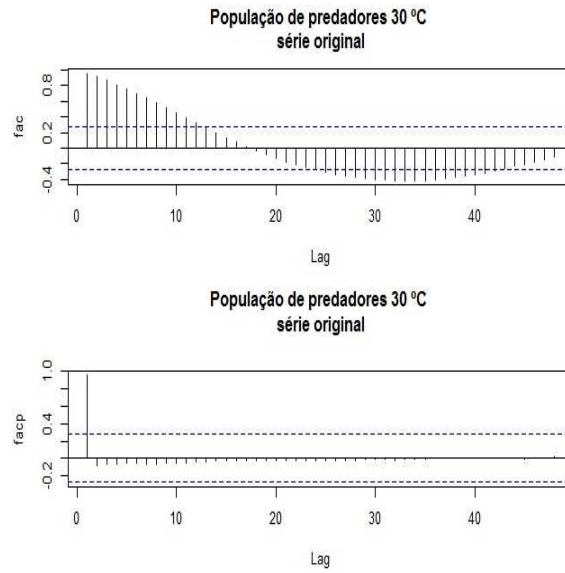 População de predadores 30 ºC
série original
fac
0.8
0.2
-0.4
0
10
20
30
40
Lag
População de predadores 30 ºC
série original
facp
1.0
0.4
-0.2
0
10
20
30
40
Lag